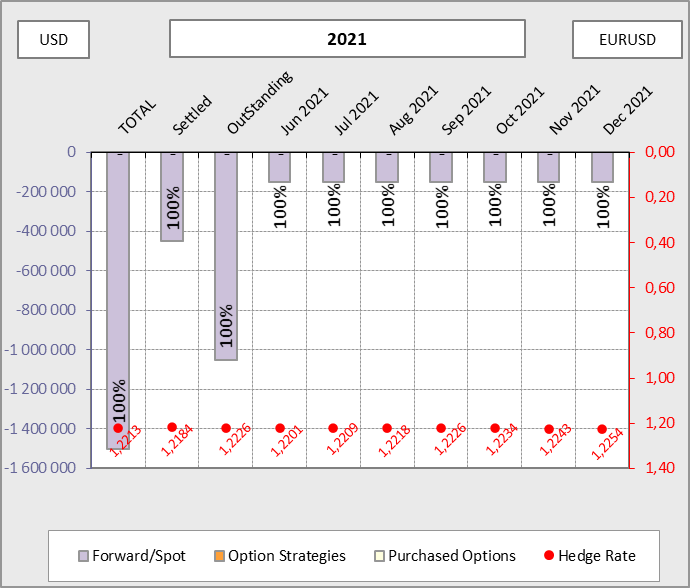 USD
2021
EURUSD
TOTAL
Settled
OutStanding
Jun 2021
Jul 2021
Aug 2021
Sep 2021
Oct 2021
Nov 2021
Dec 2021
0
-200 000
-400 000
-600 000
-800 000
-1 000 000
-1 200 000
-1 400 000
-1 600 000
0,00
0,20
0,40
0,60
0,80
1,00
1,20
1,40
100%
100%
100%
100%
100%
100%
100%
100%
100%
100%
1,2213
1,2184
1,2226
1,2201
1,2209
1,2218
1,2226
1,2234
1,2243
1,2254
Forward/Spot
Option Strategies
Purchased Options
Hedge Rate